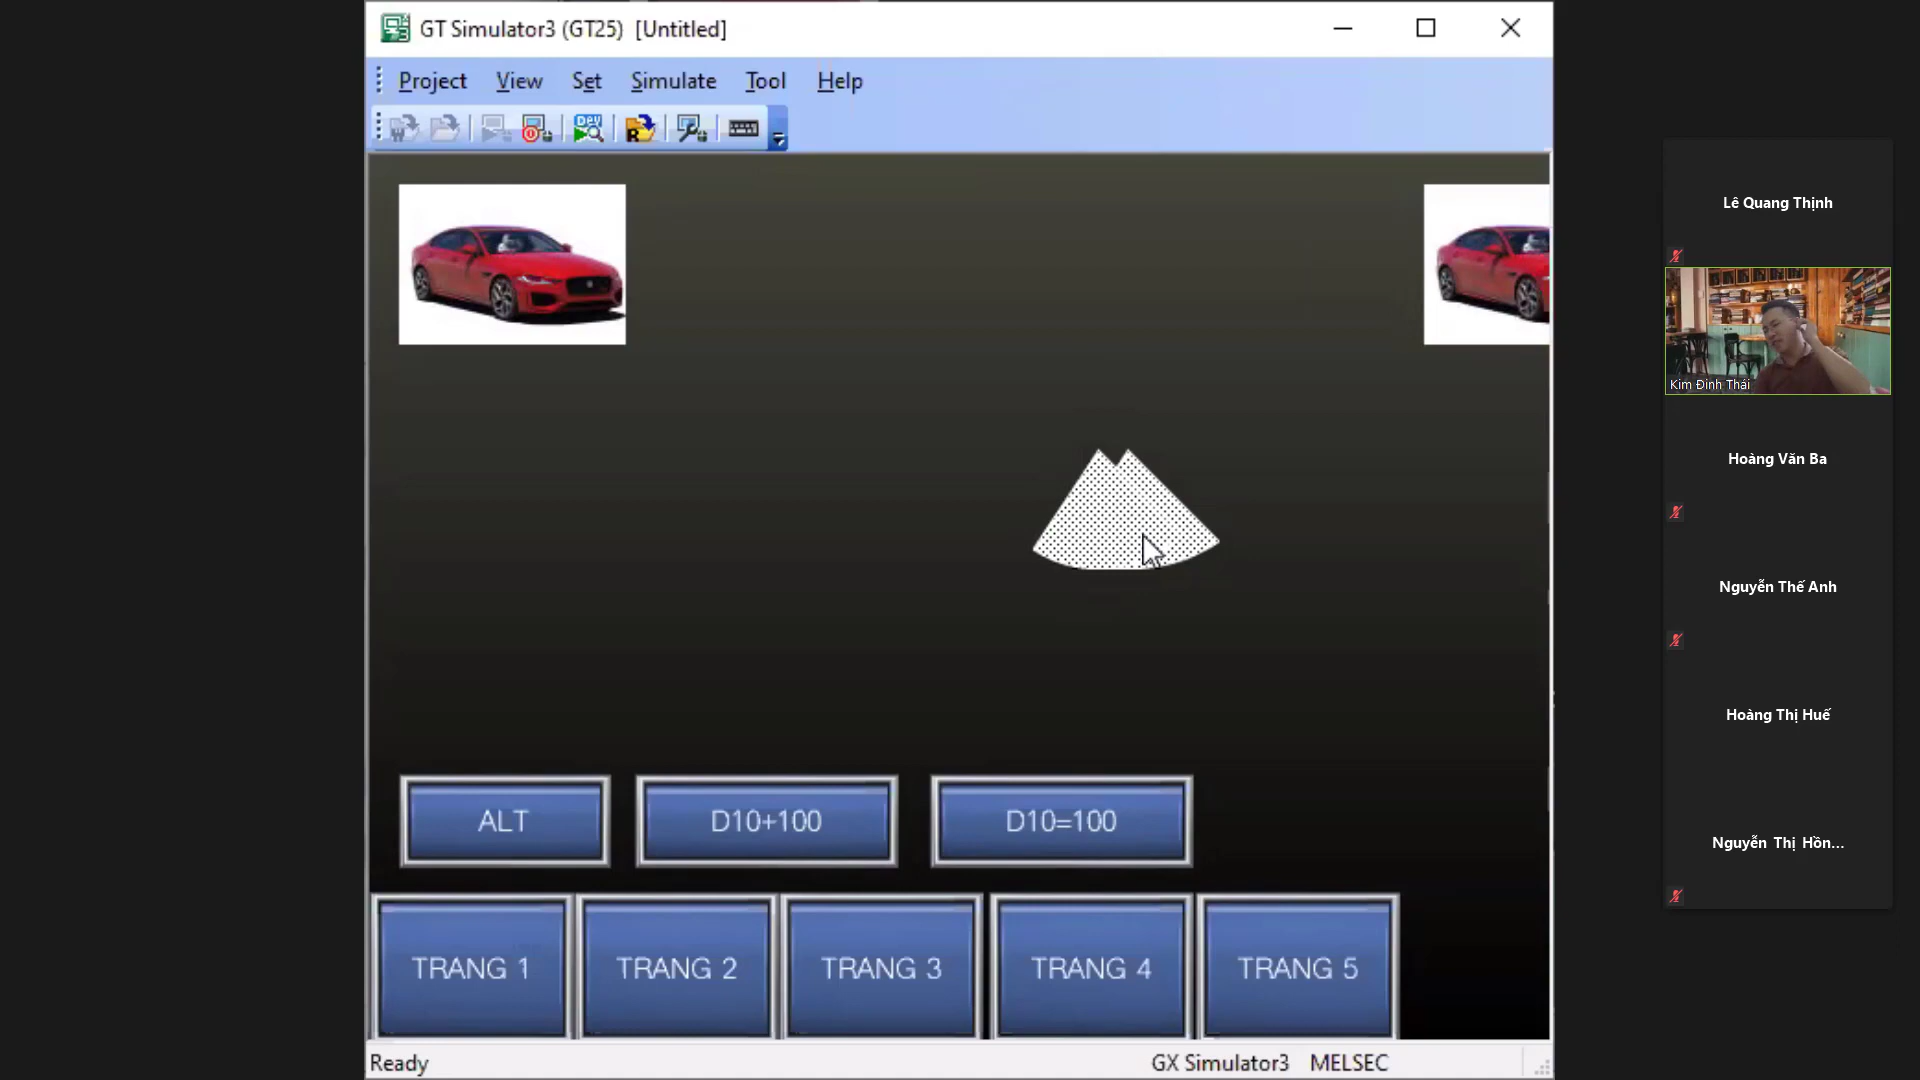 GT Simulator3 (GT25) [Untitled]
Project View Set Simulate Tool Help
Dev
R
ALT
D10+100
D10=100
TRANG 1
TRANG 2
TRANG 3
TRANG 4
TRANG 5
Ready
GX Simulator3 MELSEC
Lê Quang Thịnh
Kim Đình Thái
Hoàng Văn Ba
Nguyễn Thế Anh
Hoàng Thị Huế
Nguyễn Thị Hồn...